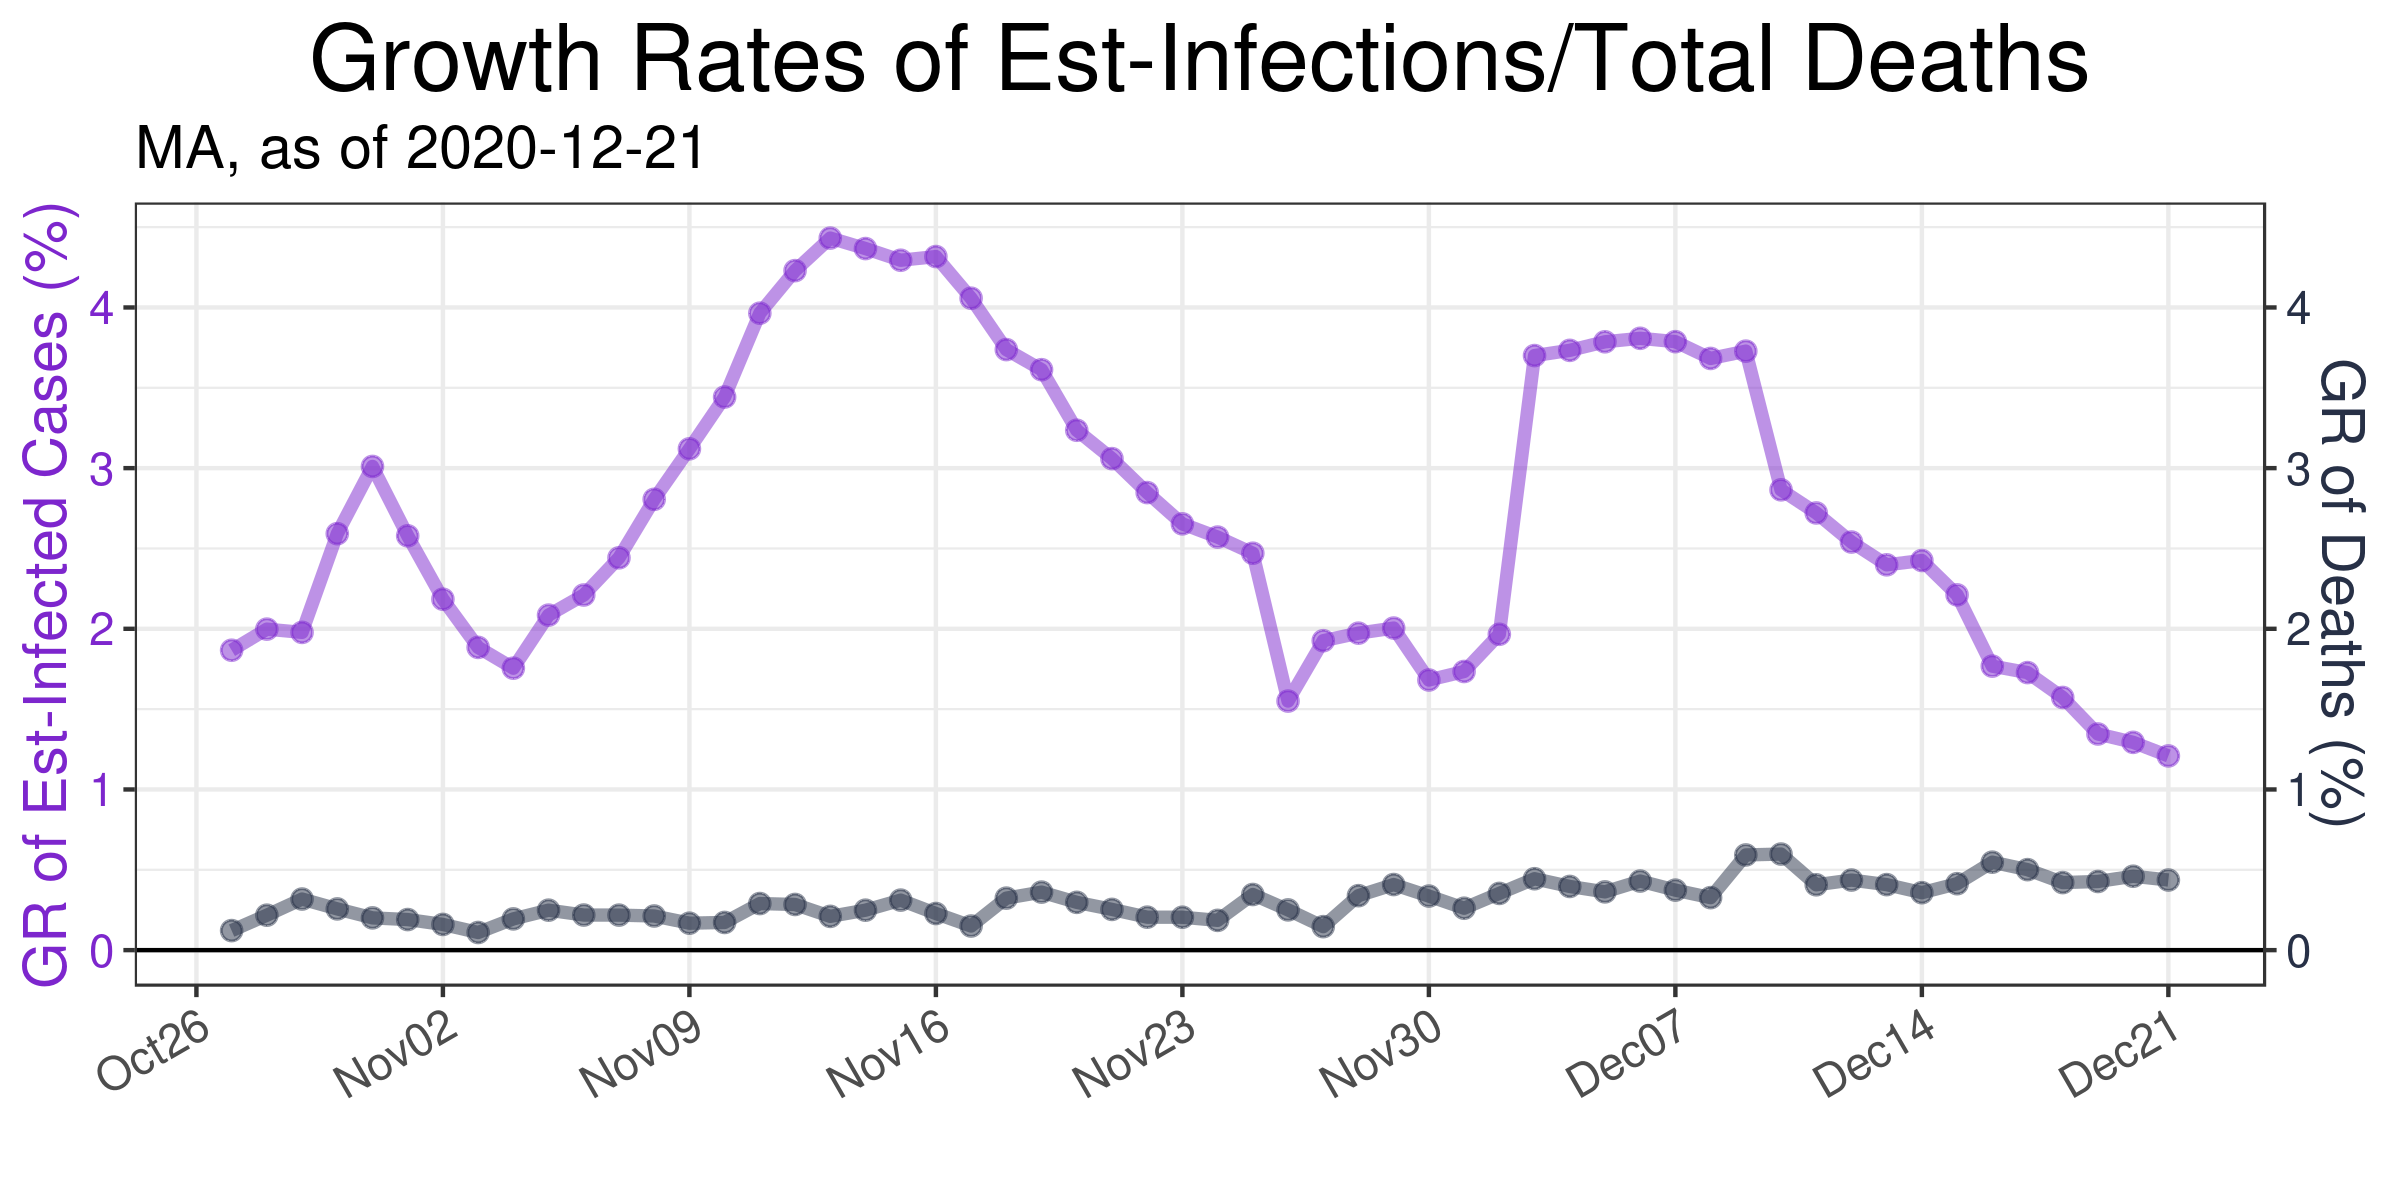 Growth Rates of Est-Infections/Total Deaths
MA, as of 2020-12-21
GR of Est-Infected Cases (%)
4
3
2
1
0
4
3
2
1
0
GR of Deaths (%)
Oct26
Nov02
Nov09
Nov16
Nov23
Nov30
Dec07
Dec14
Dec21